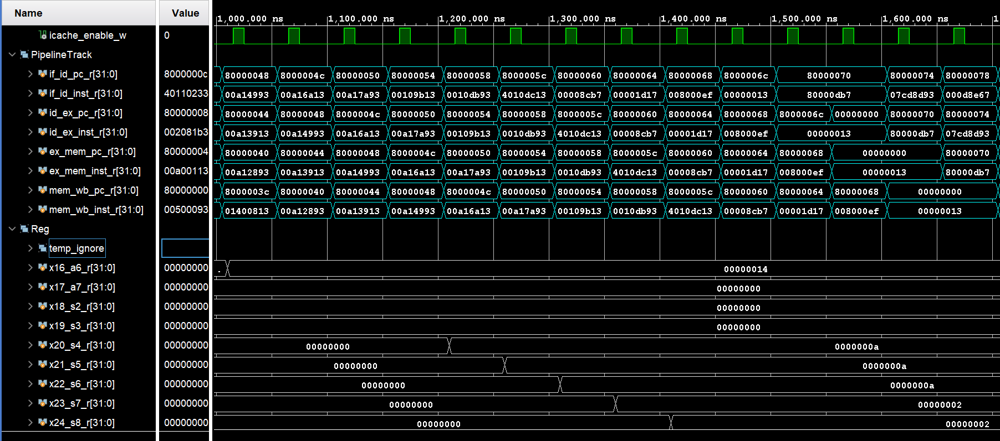 Name Value
1,000.000 ns 1,100.000 ns 1,200.000 ns 1,300.000 ns 1,400.000 ns 1,500.000 ns 1,600.000 ns 1
icache_enable_w 0
PipelineTrack
if_id_pc_r[31:0] 8000000c 80000048 8000004c 80000050 80000054 80000058 8000005c 80000060 80000064 80000068 8000006c 80000070 80000074 80000078
if_id_inst_r[31:0] 40110233 00a14993 00a16a13 00a17a93 00109b13 0010db93 4010dc13 00008cb7 00001d17 008000ef 00000013 80000db7 07cd8d93 000d8e67
id_ex_pc_r[31:0] 80000008 80000044 80000048 8000004c 80000050 80000054 80000058 8000005c 80000060 80000064 80000068 8000006c 00000000 80000070 80000074
id_ex_inst_r[31:0] 002081b3 00a13913 00a14993 00a16a13 00a17a93 00109b13 0010db93 4010dc13 00008cb7 00001d17 008000ef 00000013 80000db7 07cd8d93
ex_mem_pc_r[31:0] 80000004 80000040 80000044 80000048 8000004c 80000050 80000054 80000058 8000005c 80000060 80000064 80000068 00000000 80000070
ex_mem_inst_r[31:0] 00a00113 00a12893 00a13913 00a14993 00a16a13 00a17a93 00109b13 0010db93 4010dc13 00008cb7 00001d17 008000ef 00000013 80000db7
mem_wb_pc_r[31:0] 80000000 8000003c 80000040 80000044 80000048 8000004c 80000050 80000054 80000058 8000005c 80000060 80000064 80000068 00000000
mem_wb_inst_r[31:0] 00500093 01400813 00a12893 00a13913 00a14993 00a16a13 00a17a93 00109b13 0010db93 4010dc13 00008cb7 00001d17 008000ef 00000013
Reg
temp_ignore
x16_a6_r[31:0] 00000000 . 00000014
x17_a7_r[31:0] 00000000 00000000
x18_s2_r[31:0] 00000000 00000000
x19_s3_r[31:0] 00000000 00000000
x20_s4_r[31:0] 00000000 00000000 0000000a
x21_s5_r[31:0] 00000000 00000000 0000000a
x22_s6_r[31:0] 00000000 00000000 0000000a
x23_s7_r[31:0] 00000000 00000000 00000002
x24_s8_r[31:0] 00000000 00000000 00000002